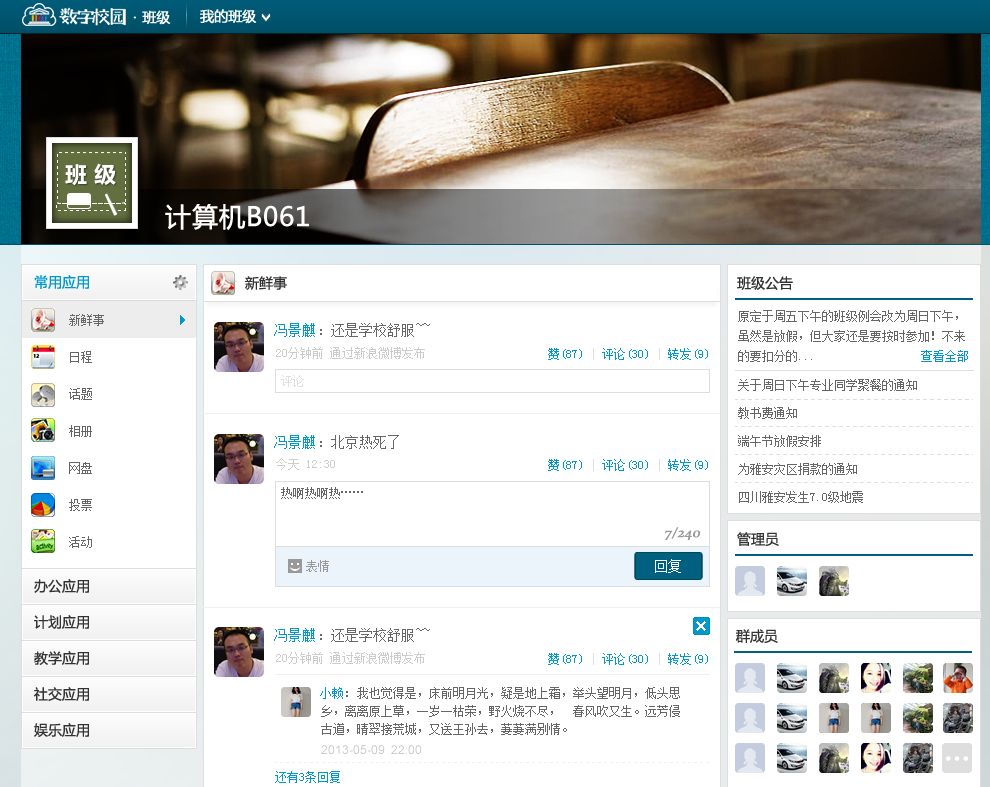 数字校园 · 班级 我的班级
班 级
计算机B061
常用应用
新鲜事
日程
话题
相册
网盘
投票
活动
办公应用
计划应用
教学应用
社交应用
娱乐应用
新鲜事
冯景麒：还是学校舒服~~
20分钟前 通过新浪微博发布 赞(87) 评论(30) 转发(9)
评论
冯景麒：北京热死了
今天 12:30 赞(87) 评论(30) 转发(9)
热啊热啊热……
7/240
表情 回复
冯景麒：还是学校舒服~~
20分钟前 通过新浪微博发布 赞(87) 评论(30) 转发(9)
小赖：我也觉得是，床前明月光，疑是地上霜，举头望明月，低头思
乡，离离原上草，一岁一枯荣，野火烧不尽， 春风吹又生。远芳侵
古道，晴翠接荒城，又送王孙去，萋萋满别情。
2013-05-09 22:00
还有3条回复
班级公告
原定于周五下午的班级例会改为周日下午，
虽然是放假，但大家还是要按时参加！不来
的要扣分的... 查看全部
关于周日下午专业同学聚餐的通知
教书费通知
端午节放假安排
为雅安灾区捐款的通知
四川雅安发生7.0级地震
管理员
群成员